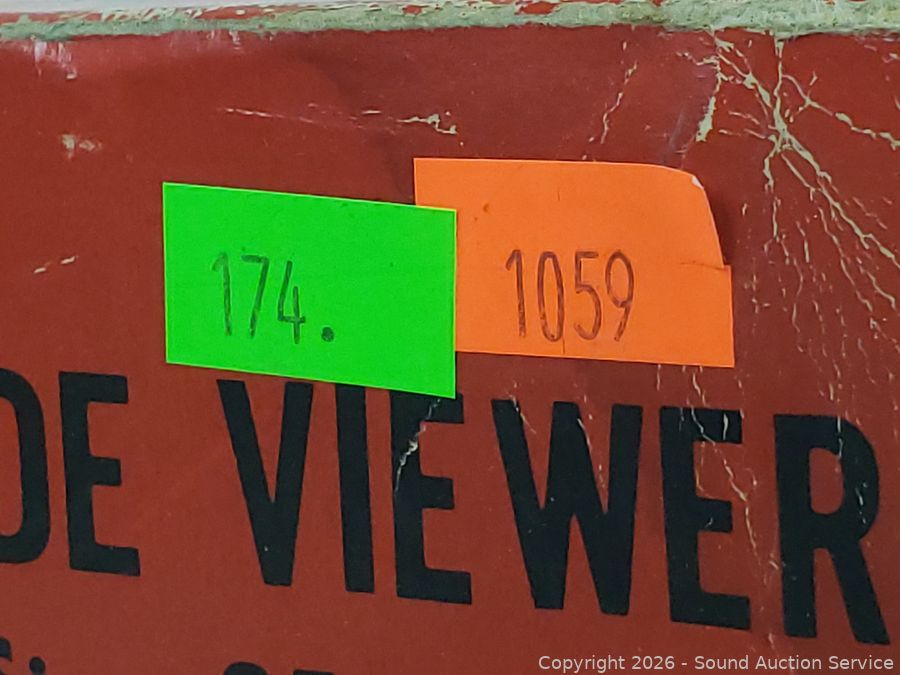 174.
1059
DE VIEWER
Copyright 2026 - Sound Auction Service